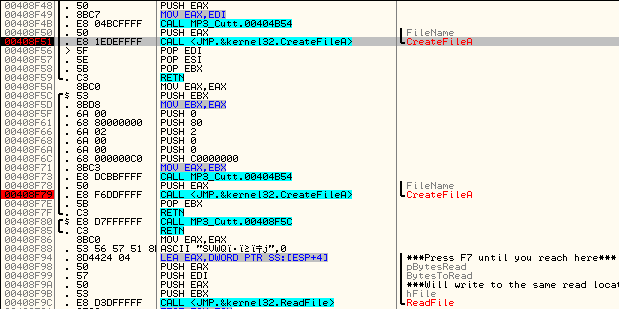 00408F48 . 50 PUSH EAX
00408F49 . 8BC7 MOV EAX,EDI
00408F4B . E8 04BCFFFF CALL MP3_Cutt.00404B54
00408F50 . 50 PUSH EAX FileName
00408F51 . E8 1EDEFFFF CALL <JMP.&kernel32.CreateFileA> CreateFileA
00408F56 > 5F POP EDI
00408F57 . 5E POP ESI
00408F58 . 5B POP EBX
00408F59 . C3 RETN
00408F5A 8BC0 MOV EAX,EAX
00408F5C $ 53 PUSH EBX
00408F5D . 8BD8 MOV EBX,EAX
00408F5F . 6A 00 PUSH 0
00408F61 . 68 80000000 PUSH 80
00408F66 . 6A 02 PUSH 2
00408F68 . 6A 00 PUSH 0
00408F6A . 6A 00 PUSH 0
00408F6C . 68 000000C0 PUSH C0000000
00408F71 . 8BC3 MOV EAX,EBX
00408F73 . E8 DCBBFFFF CALL MP3_Cutt.00404B54
00408F78 . 50 PUSH EAX FileName
00408F79 . E8 F6DDFFFF CALL <JMP.&kernel32.CreateFileA> CreateFileA
00408F7E . 5B POP EBX
00408F7F . C3 RETN
00408F80 $ E8 D7FFFFFF CALL MP3_Cutt.00408F5C
00408F85 . C3 RETN
00408F86 8BC0 MOV EAX,EAX
00408F88 . 53 56 57 51 8 ASCII
00408F94 . 8D4424 04 LEA EAX,DWORD PTR SS:[ESP+4] ***Press F7 until you reach here***
00408F98 . 50 PUSH EAX pBytesRead
00408F99 . 57 PUSH EDI BytesToRead
00408F9A . 50 PUSH EAX ***Will write to the same read locat
00408F9B . 53 PUSH EBX hFile
00408F9C . E8 D3DDFFFF CALL <JMP.&kernel32.ReadFile> ReadFile